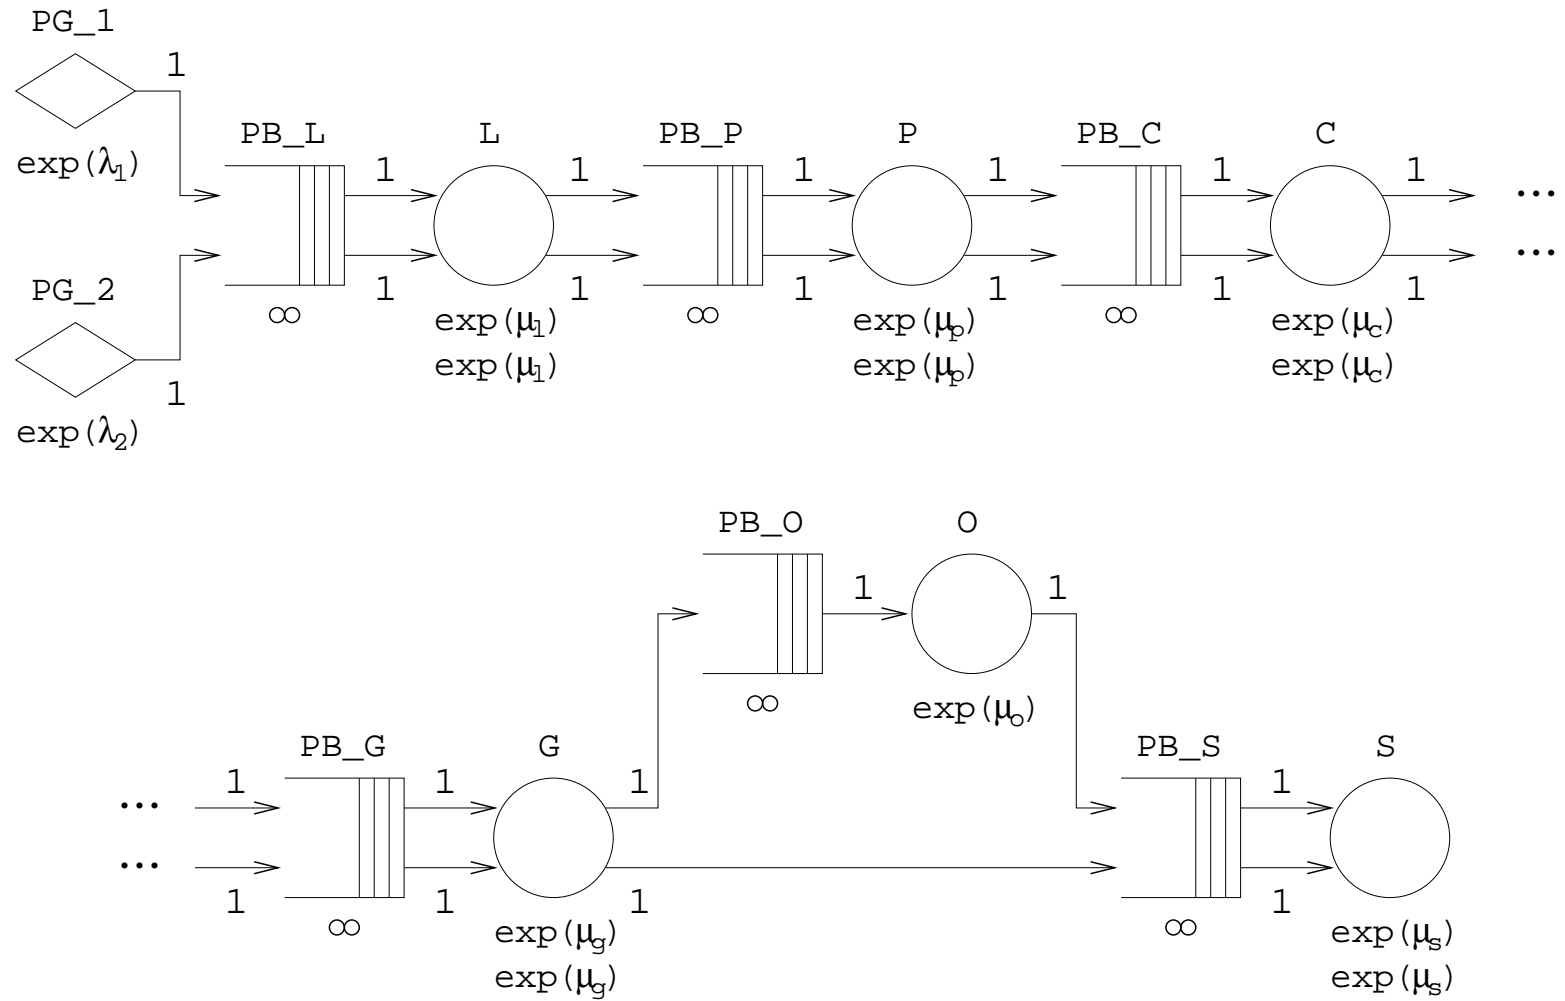 PG_1
1
exp(λ1)
PB_L L PB_P P PB_C C
1 1 1 1 1 1 ...
1 1 1 1 1 1 ...
PG_2
∞ exp(μl) ∞ exp(μp) ∞ exp(μc)
exp(μl) exp(μp) exp(μc)
1
exp(λ2)
PB_O O
1 1
∞ exp(μo)
PB_G G PB_S S
... 1 1 1 1
... 1 1 1 1
∞ exp(μg) ∞ exp(μs)
exp(μg) exp(μs)